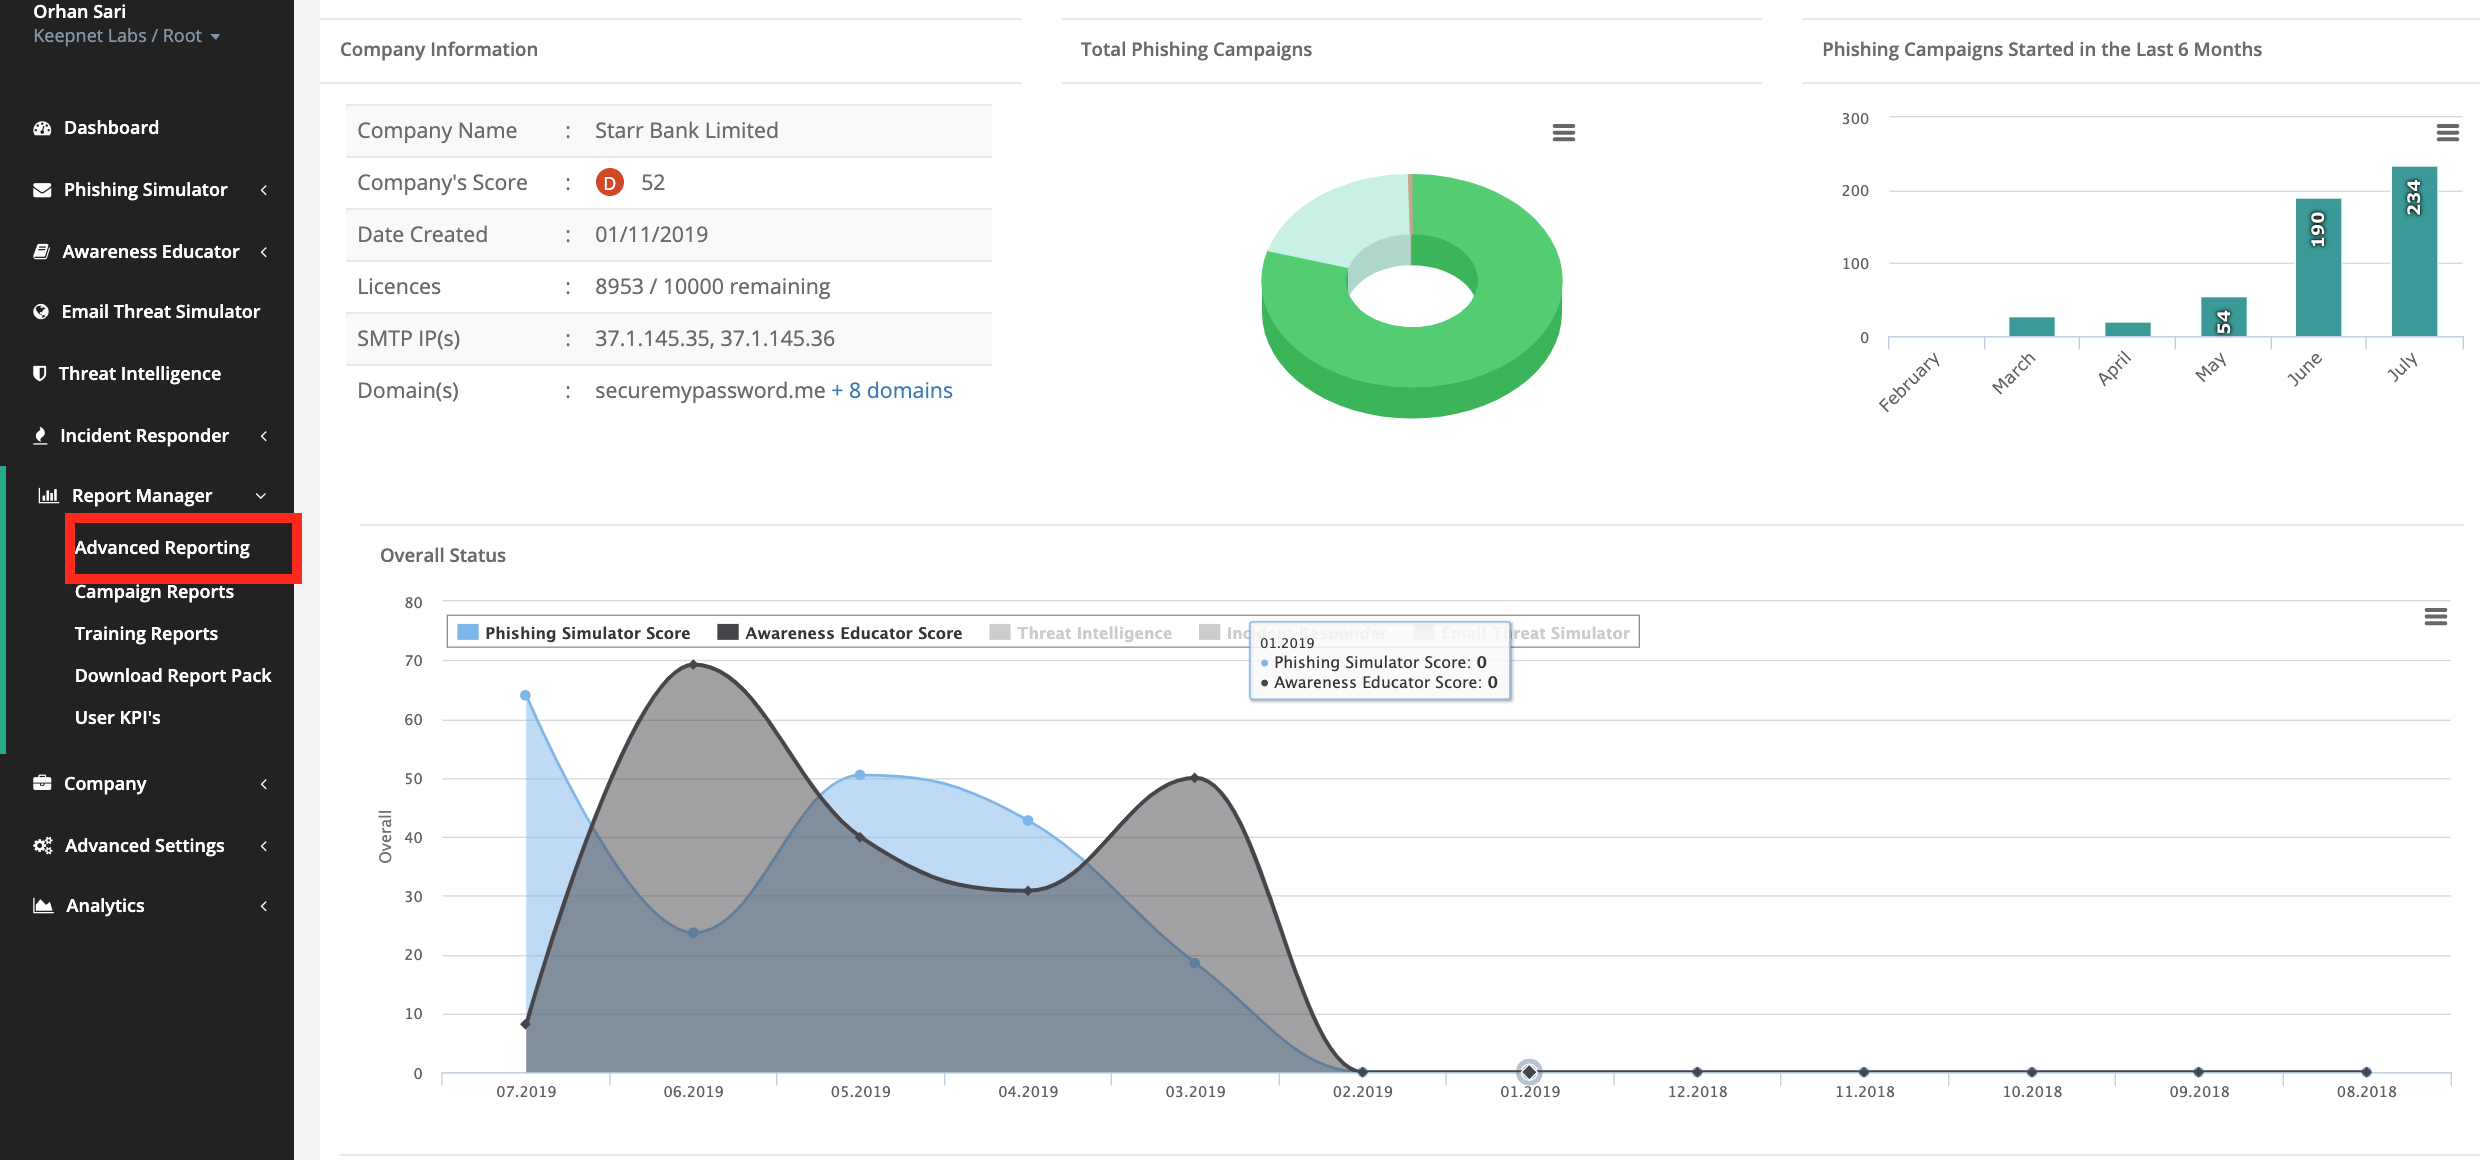 Orhan Sari
Keepnet Labs / Root
Dashboard
Phishing Simulator
Awareness Educator
Email Threat Simulator
Threat Intelligence
Incident Responder
Report Manager
Advanced Reporting
Campaign Reports
Training Reports
Download Report Pack
User KPI's
Company
Advanced Settings
Analytics
Company Information
Company Name : Starr Bank Limited
Company's Score : D 52
Date Created : 01/11/2019
Licences : 8953 / 10000 remaining
SMTP IP(s) : 37.1.145.35, 37.1.145.36
Domain(s) : securemypassword.me + 8 domains
Total Phishing Campaigns
Phishing Campaigns Started in the Last 6 Months
300
200
100
0
54
190
234
February
March
April
May
June
July
Overall Status
Phishing Simulator Score Awareness Educator Score Threat Intelligence Incident Responder Email Threat Simulator
01.2019
Phishing Simulator Score: 0
Awareness Educator Score: 0
Overall
80
70
60
50
40
30
20
10
0
07.2019 06.2019 05.2019 04.2019 03.2019 02.2019 01.2019 12.2018 11.2018 10.2018 09.2018 08.2018